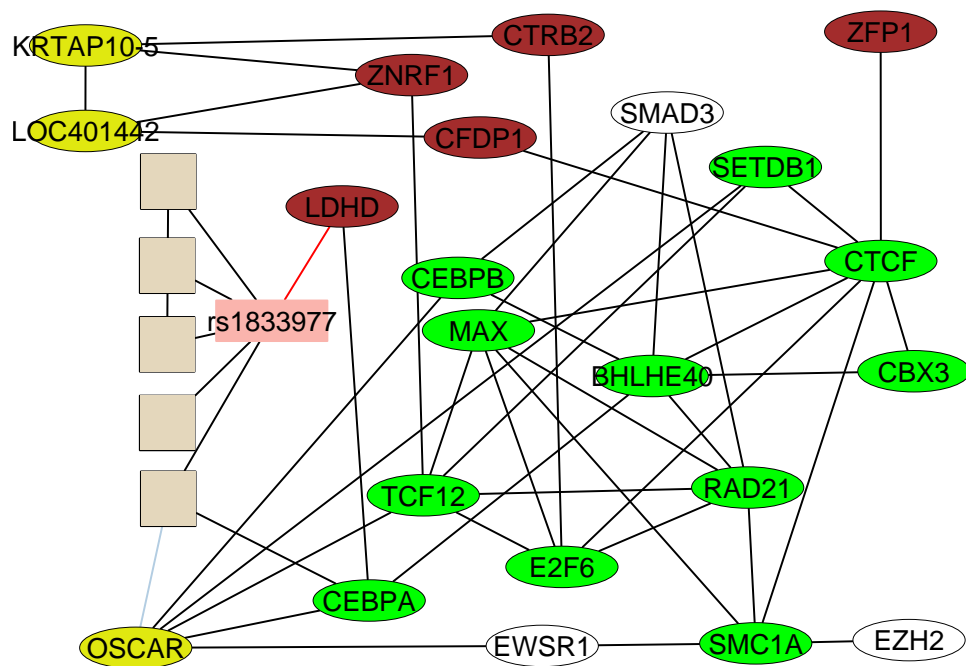 KRTAP10-5
CTRB2
ZFP1
ZNRF1
SMAD3
LOC401442
CFDP1
SETDB1
LDHD
CTCF
CEBPB
rs1833977
MAX
BHLHE40
CBX3
TCF12
RAD21
E2F6
CEBPA
OSCAR
EWSR1
SMC1A
EZH2